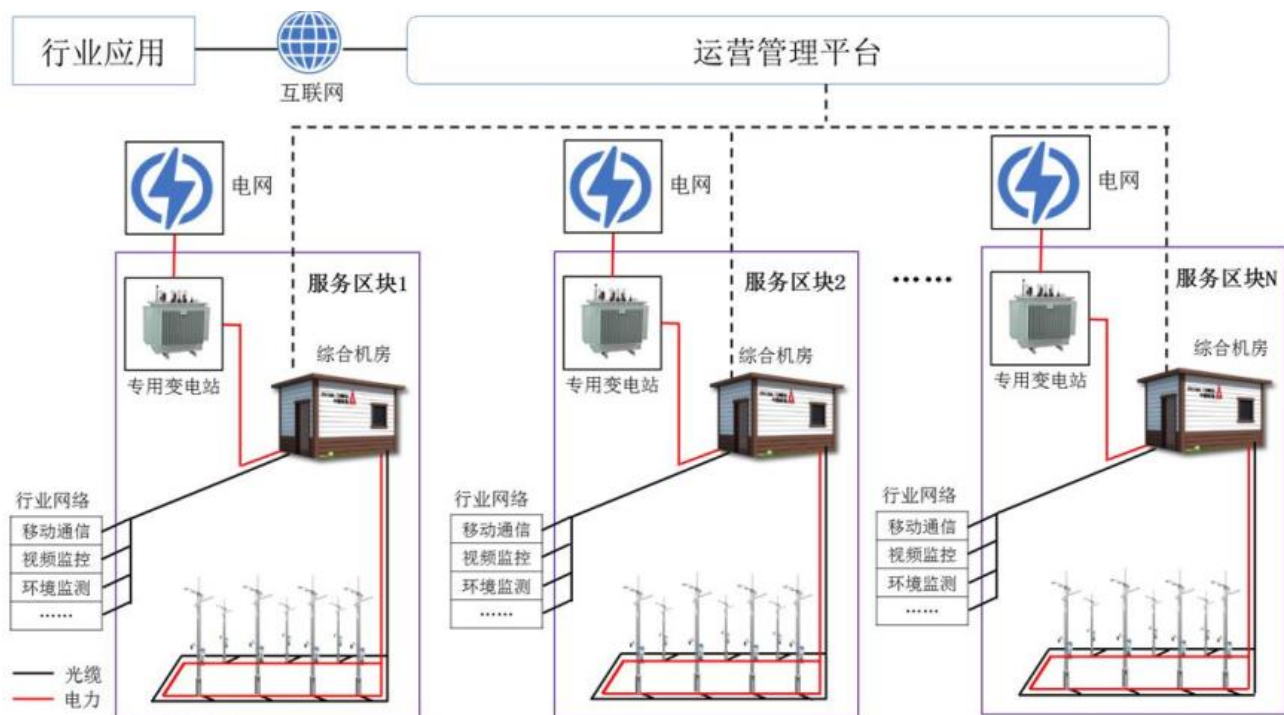 行业应用
互联网
运营管理平台
电网
电网
电网
服务区块1
服务区块2
……
服务区块N
专用变电站
综合机房
专用变电站
综合机房
专用变电站
综合机房
行业网络
移动通信
视频监控
环境监测
……
行业网络
移动通信
视频监控
环境监测
……
行业网络
移动通信
视频监控
环境监测
……
光缆
电力